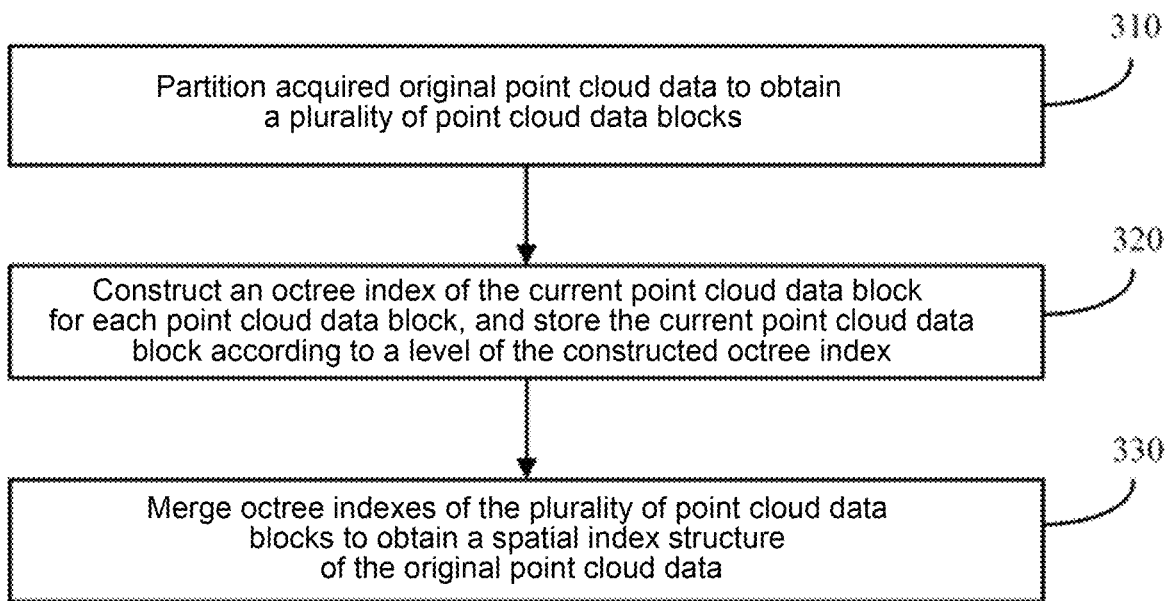 310
Partition acquired original point cloud data to obtain
a plurality of point cloud data blocks
320
Construct an octree index of the current point cloud data block
for each point cloud data block, and store the current point cloud data
block according to a level of the constructed octree index
330
Merge octree indexes of the plurality of point cloud data
blocks to obtain a spatial index structure
of the original point cloud data